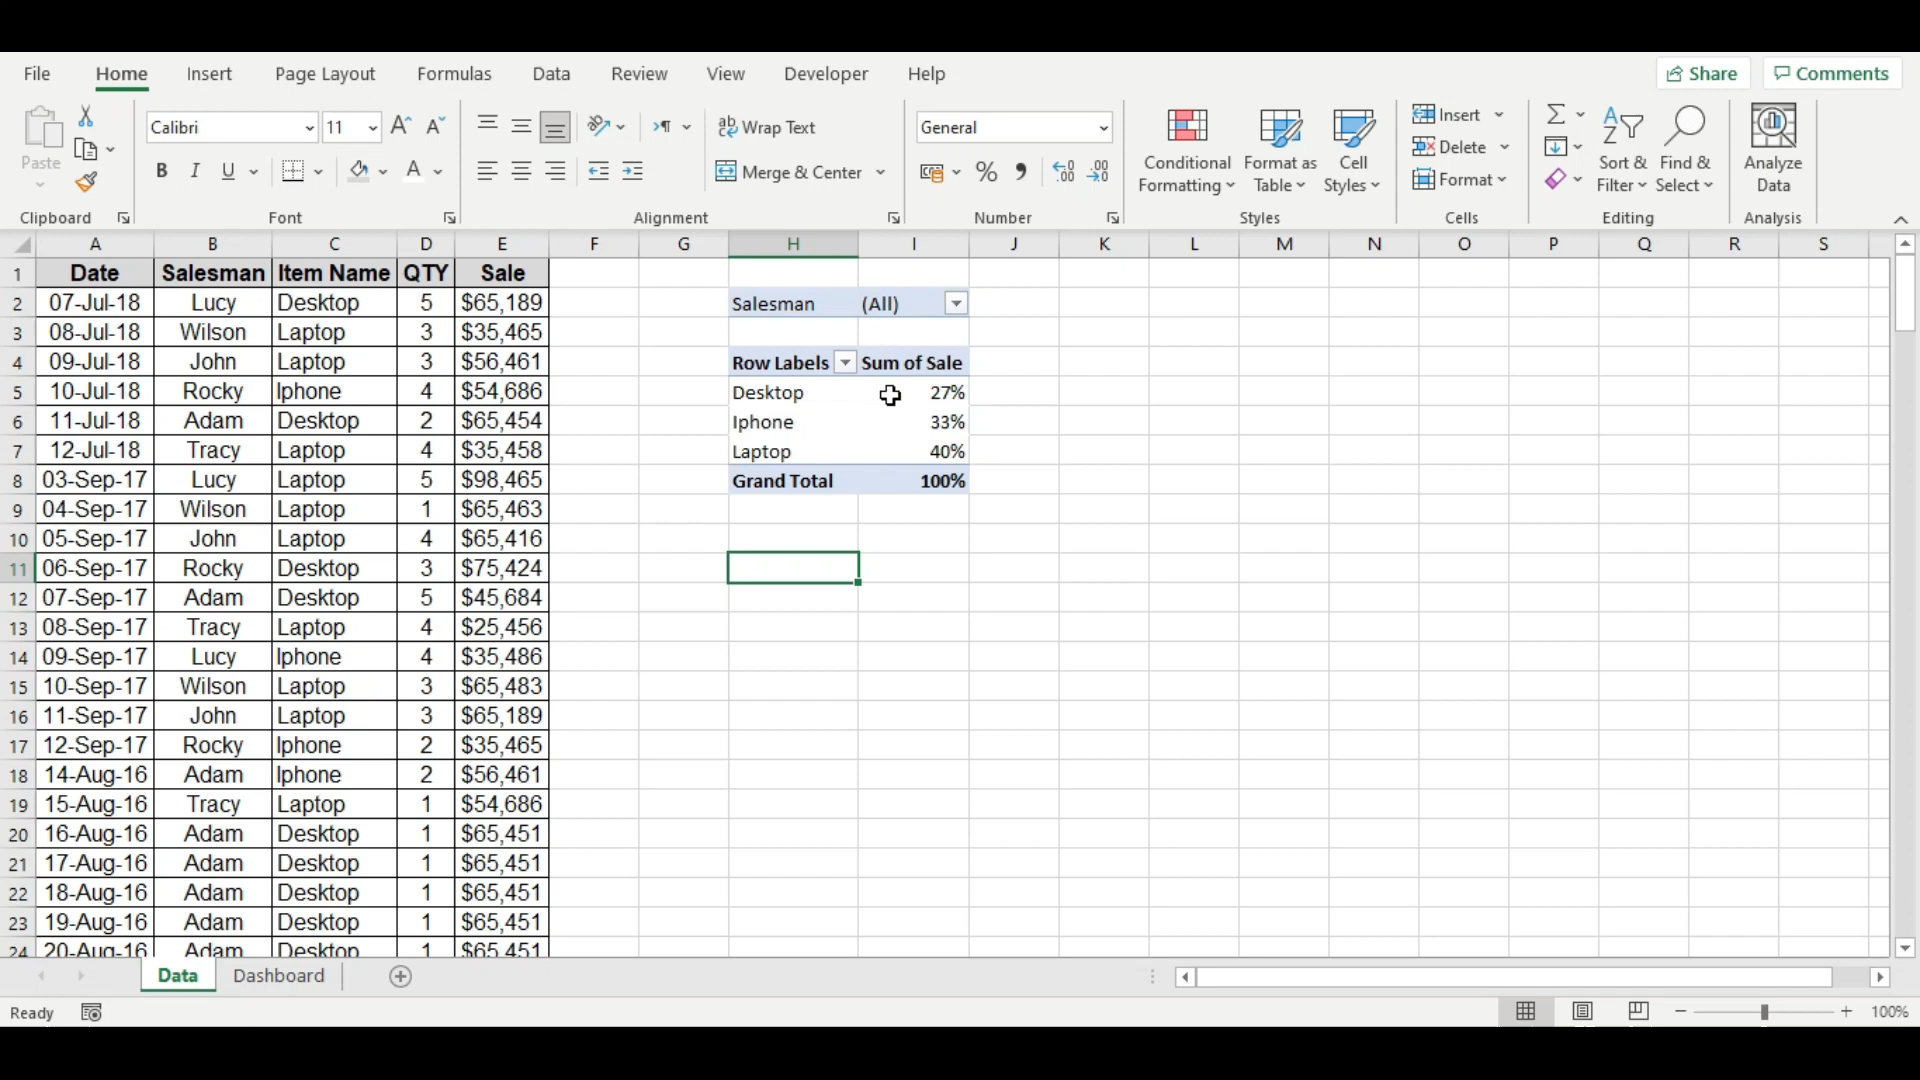 File Home Insert Page Layout Formulas Data Review View Developer Help Share Comments
Paste
Calibri 11
B I U
Wrap Text
Merge & Center
General
% ,
Conditional Formatting
Format as Table
Cell Styles
Insert
Delete
Format
Sort & Filter
Find & Select
Analyze Data
Clipboard Font Alignment Number Styles Cells Editing Analysis
A B C D E F G H I J K L M N O P Q R S
1 Date Salesman Item Name QTY Sale
2 07-Jul-18 Lucy Desktop 5 $65,189 Salesman (All)
3 08-Jul-18 Wilson Laptop 3 $35,465
4 09-Jul-18 John Laptop 3 $56,461 Row Labels Sum of Sale
5 10-Jul-18 Rocky Iphone 4 $54,686 Desktop 27%
6 11-Jul-18 Adam Desktop 2 $65,454 Iphone 33%
7 12-Jul-18 Tracy Laptop 4 $35,458 Laptop 40%
8 03-Sep-17 Lucy Laptop 5 $98,465 Grand Total 100%
9 04-Sep-17 Wilson Laptop 1 $65,463
10 05-Sep-17 John Laptop 4 $65,416
11 06-Sep-17 Rocky Desktop 3 $75,424
12 07-Sep-17 Adam Desktop 5 $45,684
13 08-Sep-17 Tracy Laptop 4 $25,456
14 09-Sep-17 Lucy Iphone 4 $35,486
15 10-Sep-17 Wilson Laptop 3 $65,483
16 11-Sep-17 John Laptop 3 $65,189
17 12-Sep-17 Rocky Iphone 2 $35,465
18 14-Aug-16 Adam Iphone 2 $56,461
19 15-Aug-16 Tracy Laptop 1 $54,686
20 16-Aug-16 Adam Desktop 1 $65,451
21 17-Aug-16 Adam Desktop 1 $65,451
22 18-Aug-16 Adam Desktop 1 $65,451
23 19-Aug-16 Adam Desktop 1 $65,451
24 20-Aug-16 Adam Desktop 1 $65,451
Data Dashboard
Ready 100%